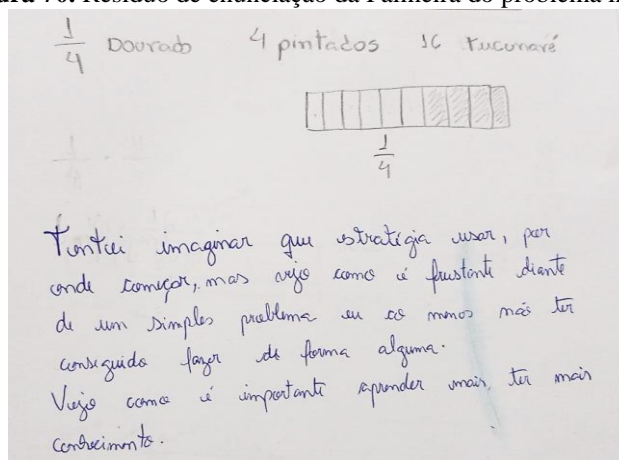 Resíduo de enunciação da Palmeira do problema
1/4 Dourado 4 pintados 16 tucunaré
1/4
Tentei imaginar que estratégia usar, por
onde começar, mas vejo como é frustante diante
de um simples problema eu ao menos não ter
conseguido fazer de forma alguma.
Vejo como é importante aprender mais, ter mais
conhecimento.